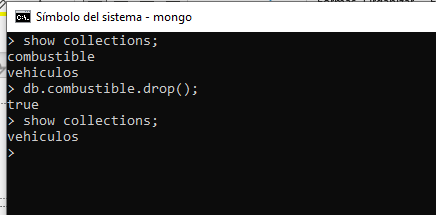 Símbolo del sistema - mongo
> show collections;
combustible
vehiculos
> db.combustible.drop();
true
> show collections;
vehiculos
>